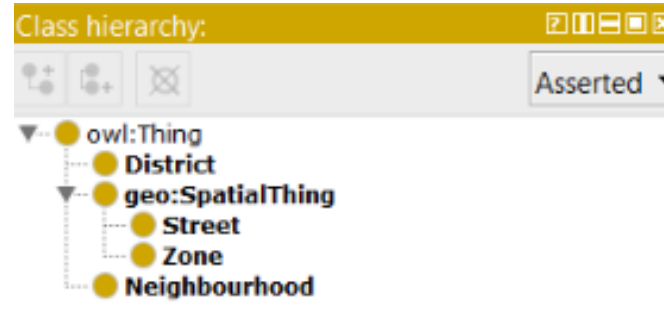 Class hierarchy:
Asserted
owl:Thing
District
geo:SpatialThing
Street
Zone
Neighbourhood